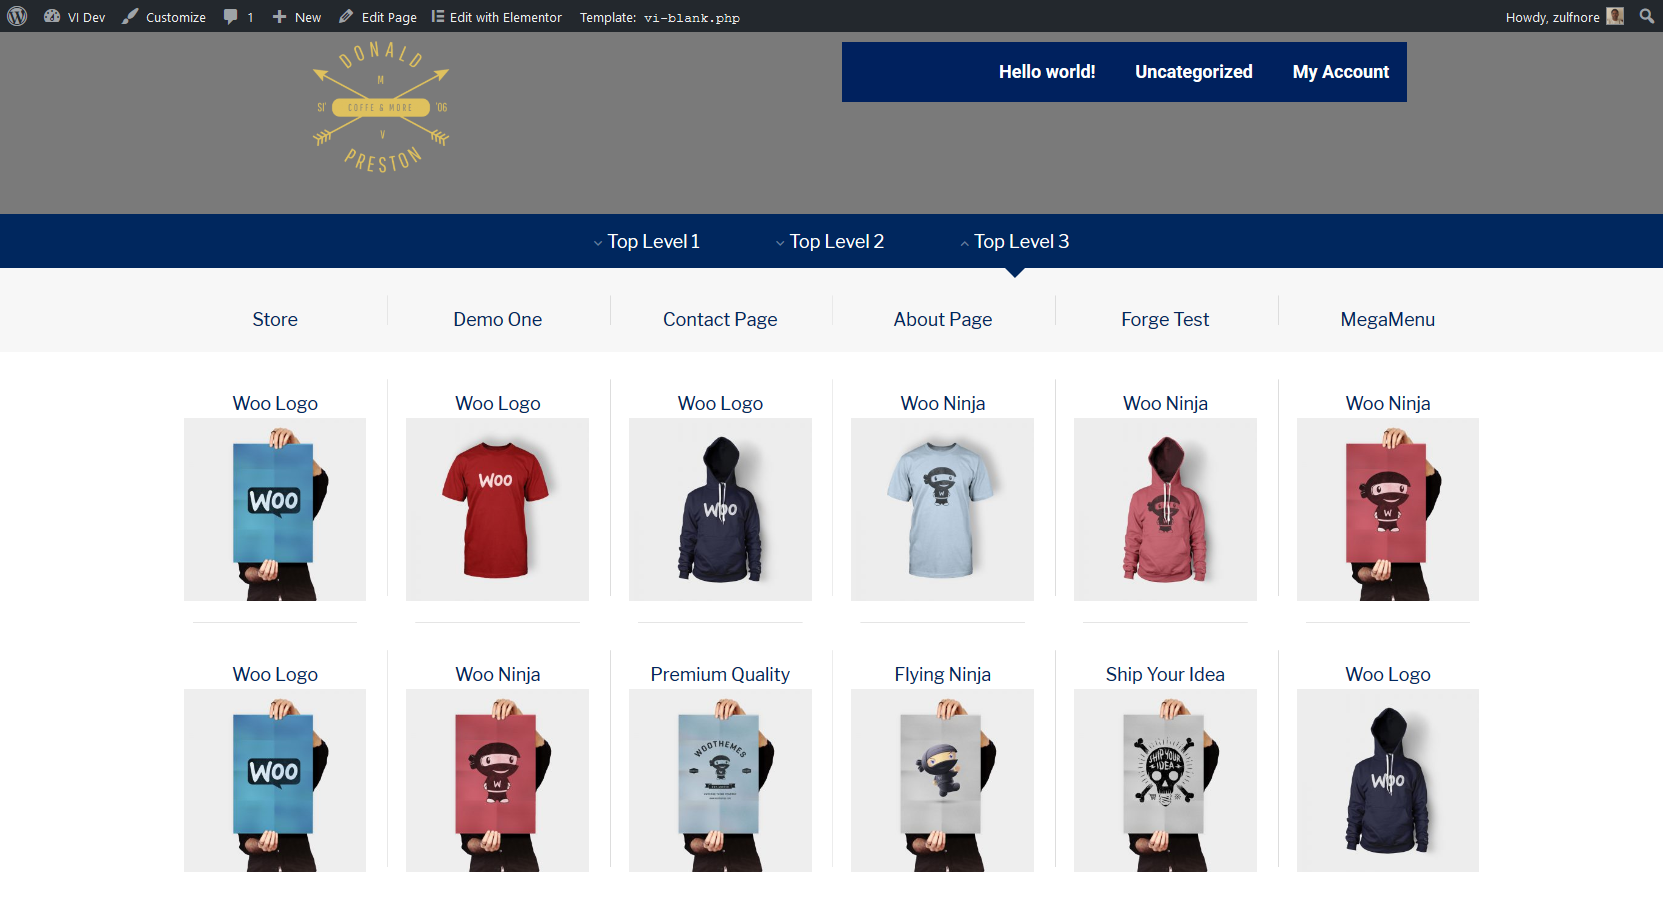 VI Dev Customize 1 New Edit Page Edit with Elementor Template: vi-blank.php Howdy, zulfnore
DONALD
M
SI' COFFE & MORE '06
V
PRESTON
Hello world! Uncategorized My Account
Top Level 1 Top Level 2 Top Level 3
Store Demo One Contact Page About Page Forge Test MegaMenu
Woo Logo Woo Logo Woo Logo Woo Ninja Woo Ninja Woo Ninja
WOO WOO WOO W W
Woo Logo Woo Ninja Premium Quality Flying Ninja Ship Your Idea Woo Logo
WOO W WOOTHEMES SHIP YOUR IDEA WOO